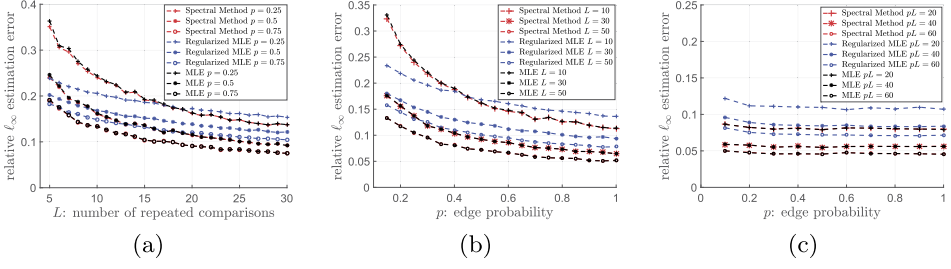 relative ℓ∞ estimation error
0.4
0.3
0.2
0.1
0
5
10
15
20
25
30
L: number of repeated comparisons
Spectral Method p = 0.25
Spectral Method p = 0.5
Spectral Method p = 0.75
Regularized MLE p = 0.25
Regularized MLE p = 0.5
Regularized MLE p = 0.75
MLE p = 0.25
MLE p = 0.5
MLE p = 0.75
(a)
relative ℓ∞ estimation error
0.35
0.3
0.25
0.2
0.15
0.1
0.05
0
0.2
0.4
0.6
0.8
1
p: edge probability
Spectral Method L = 10
Spectral Method L = 30
Spectral Method L = 50
Regularized MLE L = 10
Regularized MLE L = 30
Regularized MLE L = 50
MLE L = 10
MLE L = 30
MLE L = 50
(b)
relative ℓ∞ estimation error
0.25
0.2
0.15
0.1
0.05
0
0
0.2
0.4
0.6
0.8
1
p: edge probability
Spectral Method pL = 20
Spectral Method pL = 40
Spectral Method pL = 60
Regularized MLE pL = 20
Regularized MLE pL = 40
Regularized MLE pL = 60
MLE pL = 20
MLE pL = 40
MLE pL = 60
(c)